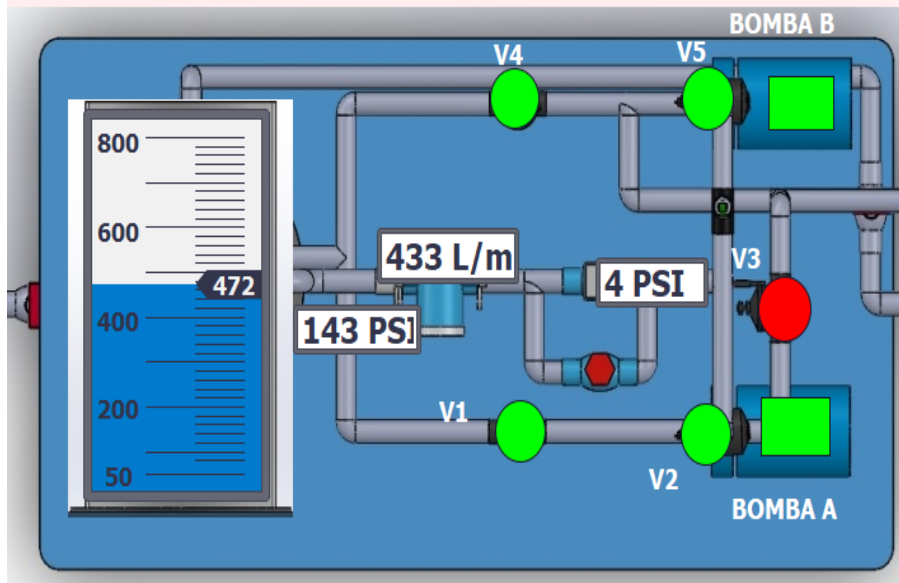 BOMBA B
V4
V5
800
600
472
400
200
50
433 L/m
143 PSI
4 PSI
V3
V1
V2
BOMBA A